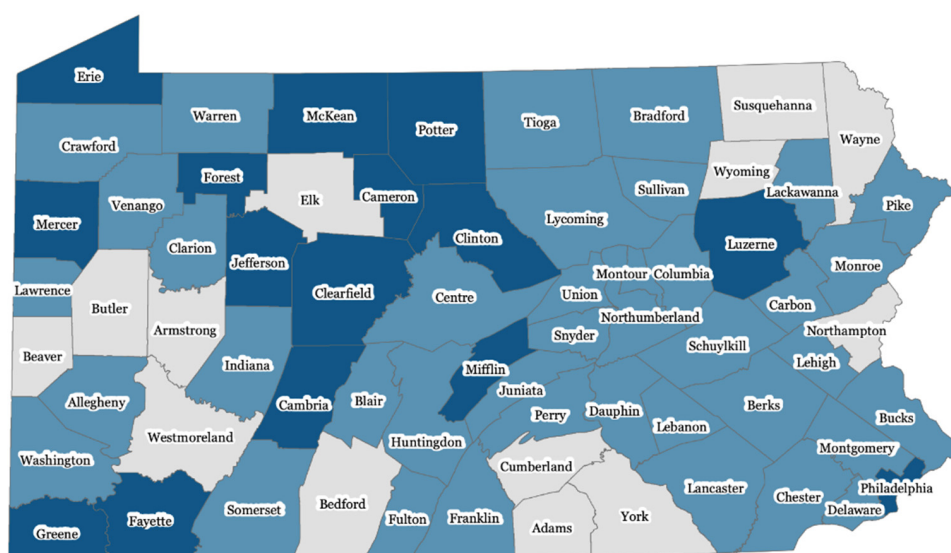 Erie
Warren
McKean
Potter
Tioga
Bradford
Susquehanna
Wayne
Crawford
Forest
Elk
Cameron
Sullivan
Wyoming
Lackawanna
Pike
Mercer
Venango
Clarion
Jefferson
Clearfield
Clinton
Lycoming
Luzerne
Monroe
Lawrence
Butler
Armstrong
Centre
Union
Montour
Columbia
Carbon
Northumberland
Northampton
Beaver
Indiana
Snyder
Schuylkill
Lehigh
Allegheny
Cambria
Blair
Mifflin
Juniata
Perry
Dauphin
Lebanon
Berks
Bucks
Westmoreland
Huntingdon
Montgomery
Washington
Cumberland
Philadelphia
Greene
Fayette
Somerset
Bedford
Fulton
Franklin
Adams
York
Lancaster
Chester
Delaware